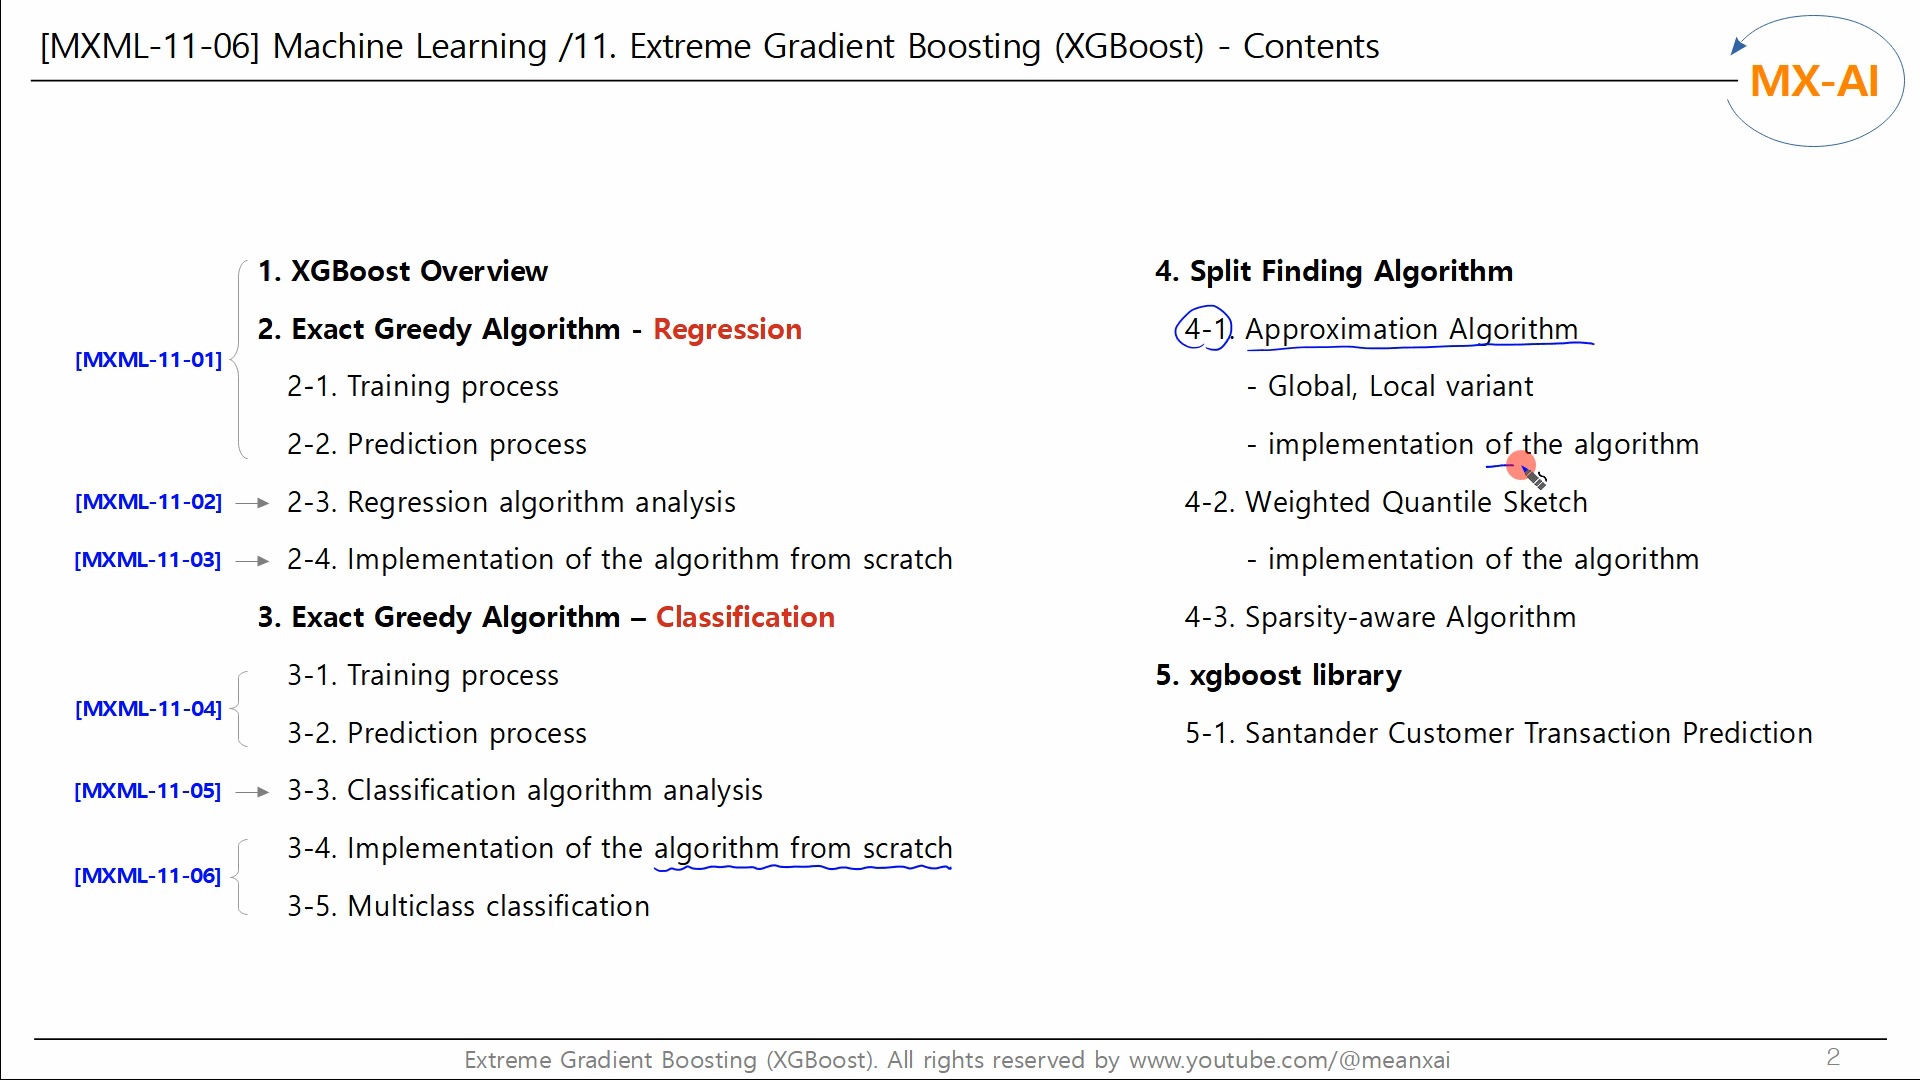 [MXML-11-06] Machine Learning /11. Extreme Gradient Boosting (XGBoost) - Contents
MX-AI
[MXML-11-01]
1. XGBoost Overview
2. Exact Greedy Algorithm - Regression
2-1. Training process
2-2. Prediction process
[MXML-11-02]
2-3. Regression algorithm analysis
[MXML-11-03]
2-4. Implementation of the algorithm from scratch
3. Exact Greedy Algorithm – Classification
[MXML-11-04]
3-1. Training process
3-2. Prediction process
[MXML-11-05]
3-3. Classification algorithm analysis
[MXML-11-06]
3-4. Implementation of the algorithm from scratch
3-5. Multiclass classification
4. Split Finding Algorithm
4-1. Approximation Algorithm
- Global, Local variant
- implementation of the algorithm
4-2. Weighted Quantile Sketch
- implementation of the algorithm
4-3. Sparsity-aware Algorithm
5. xgboost library
5-1. Santander Customer Transaction Prediction
Extreme Gradient Boosting (XGBoost). All rights reserved by www.youtube.com/@meanxai
2